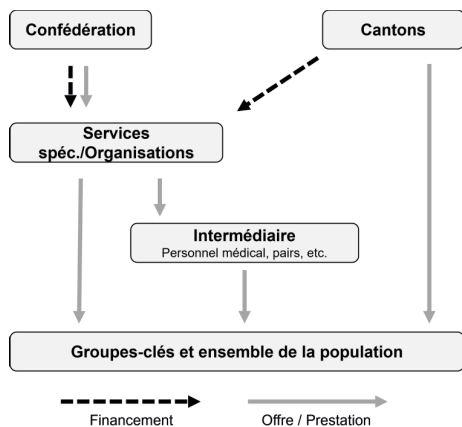 Confédération
Cantons
Services
spéc./Organisations
Intermédiaire
Personnel médical, pairs, etc.
Groupes-clés et ensemble de la population
Financement
Offre / Prestation